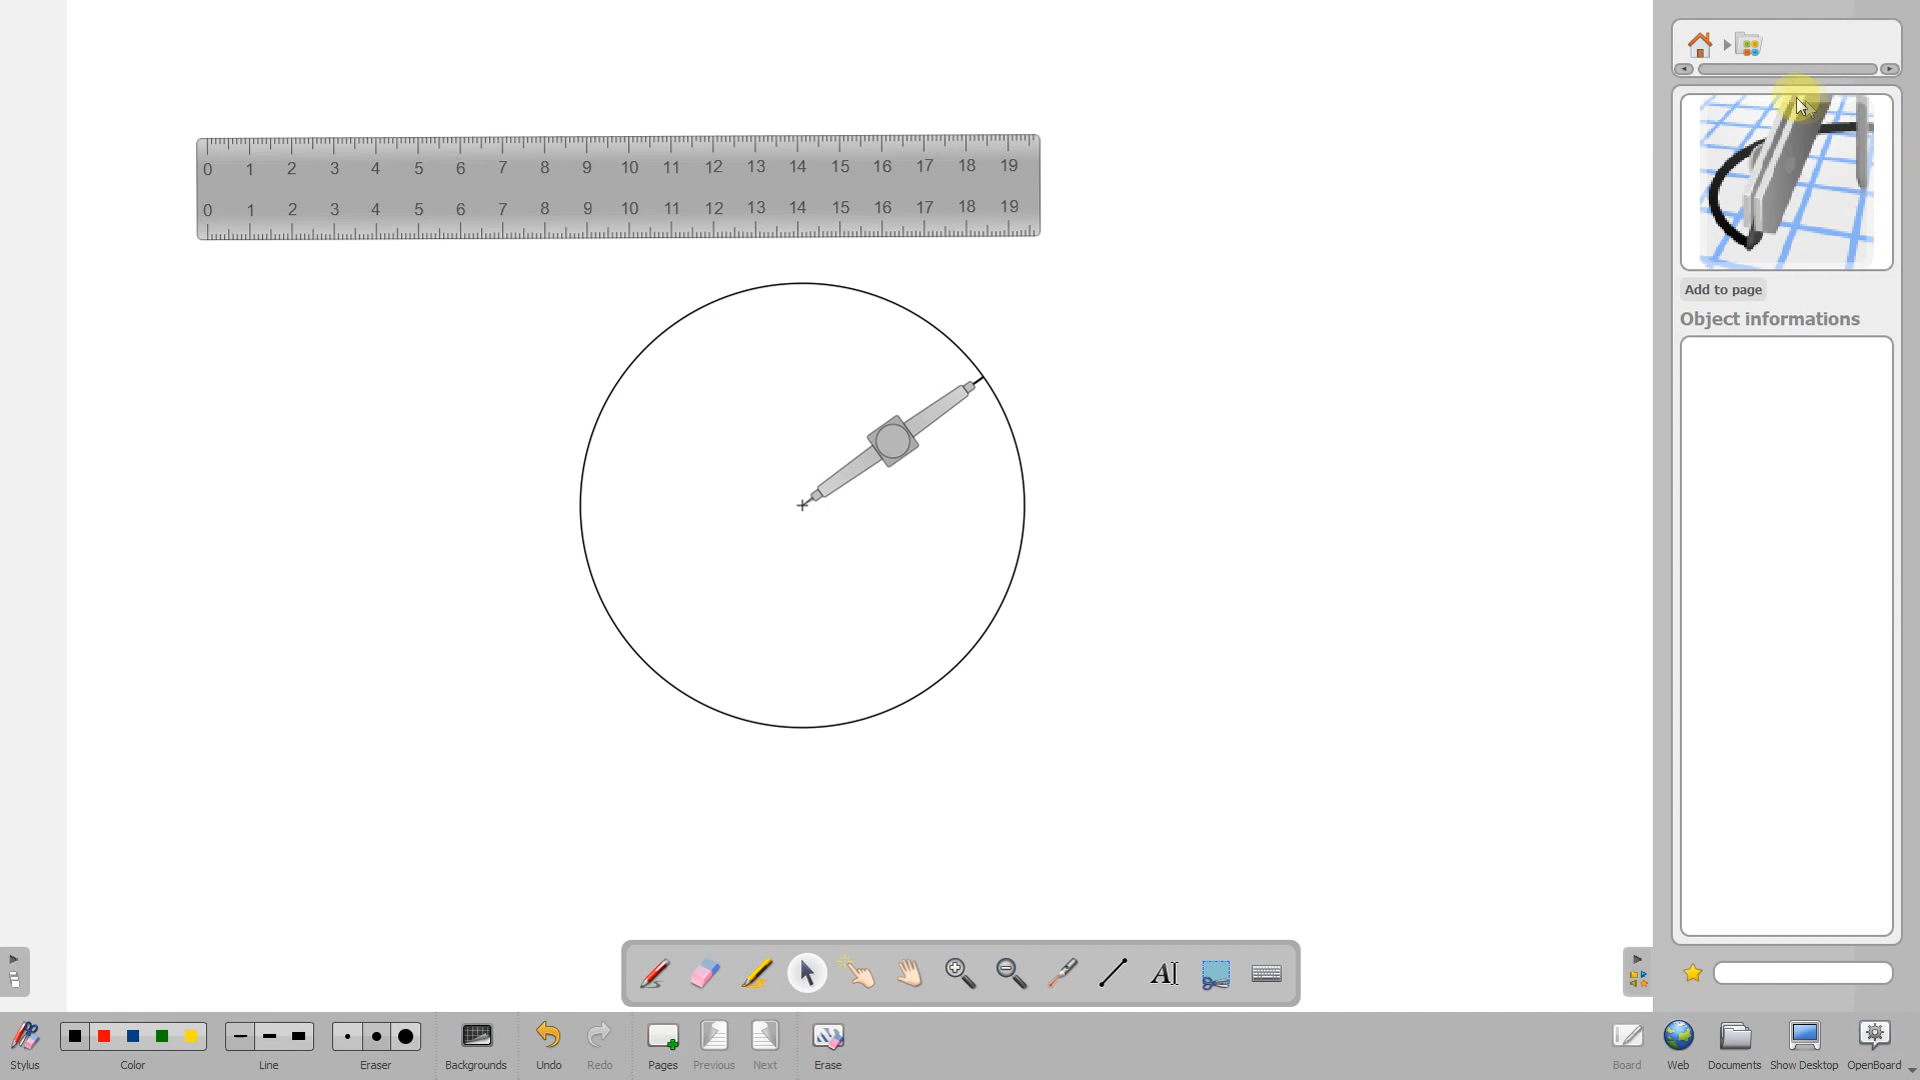 0 1 2 3 4 5 6 7 8 9 10 11 12 13 14 15 16 17 18 19
0 1 2 3 4 5 6 7 8 9 10 11 12 13 14 15 16 17 18 19
Add to page
Object informations
AI
Stylus
Color
Line
Eraser
Backgrounds
Undo
Redo
Pages
Previous
Next
Erase
Board
Web
Documents
Show Desktop
OpenBoard